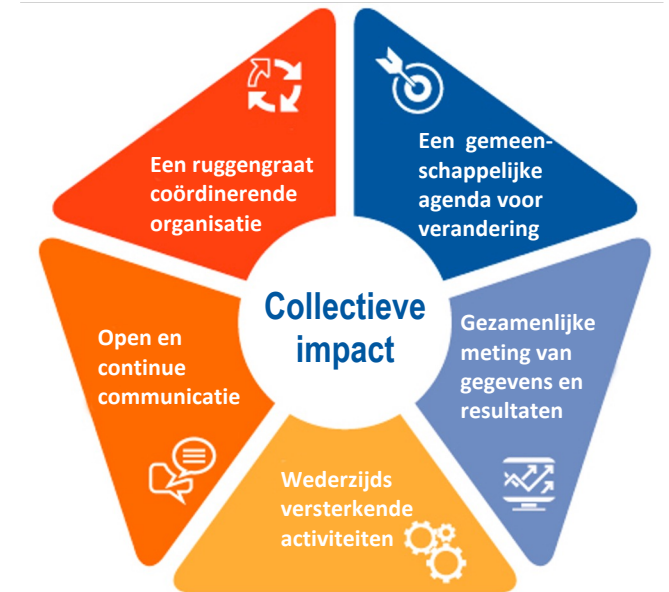 Een ruggengraat
coördinerende
organisatie
Een gemeen-
schappelijke
agenda voor
verandering
Collectieve
impact
Open en
continue
communicatie
Gezamenlijke
meting van
gegevens en
resultaten
Wederzijds
versterkende
activiteiten